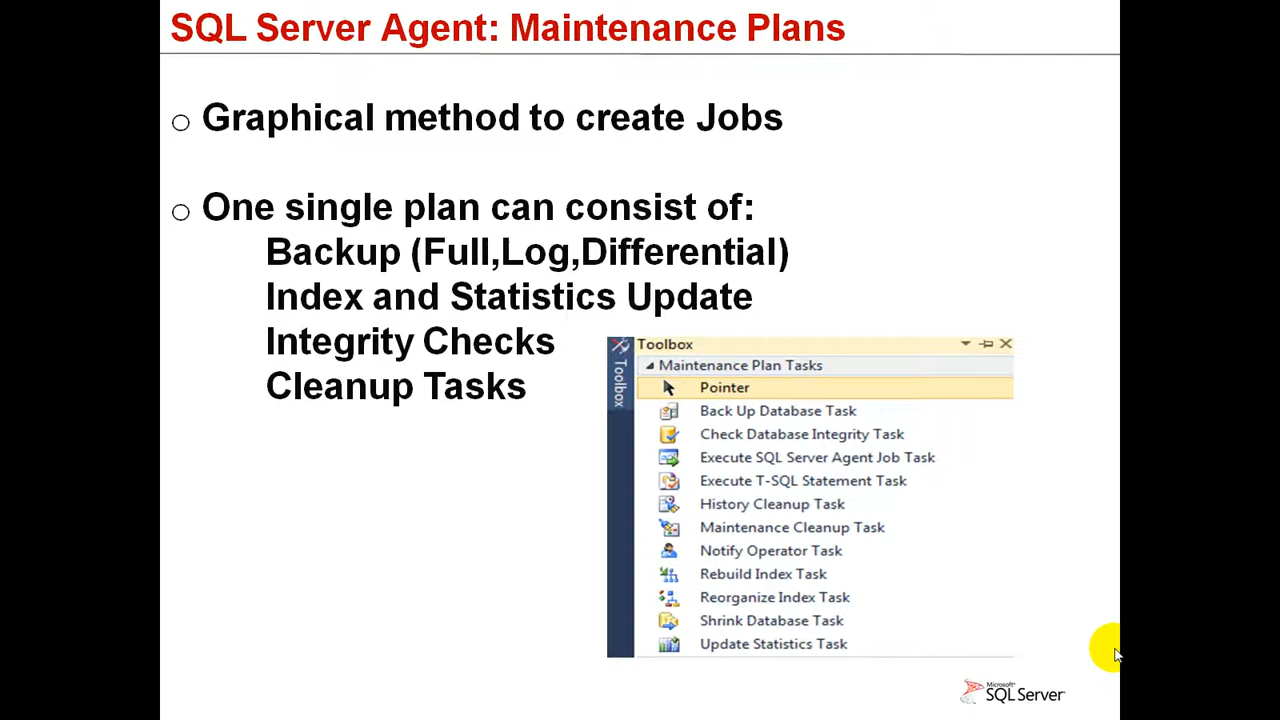 SQL Server Agent: Maintenance Plans
o Graphical method to create Jobs
o One single plan can consist of:
Backup (Full,Log,Differential)
Index and Statistics Update
Integrity Checks
Cleanup Tasks
Toolbox
Toolbox
Maintenance Plan Tasks
Pointer
Back Up Database Task
Check Database Integrity Task
Execute SQL Server Agent Job Task
Execute T-SQL Statement Task
History Cleanup Task
Maintenance Cleanup Task
Notify Operator Task
Rebuild Index Task
Reorganize Index Task
Shrink Database Task
Update Statistics Task
Microsoft®
SQL Server